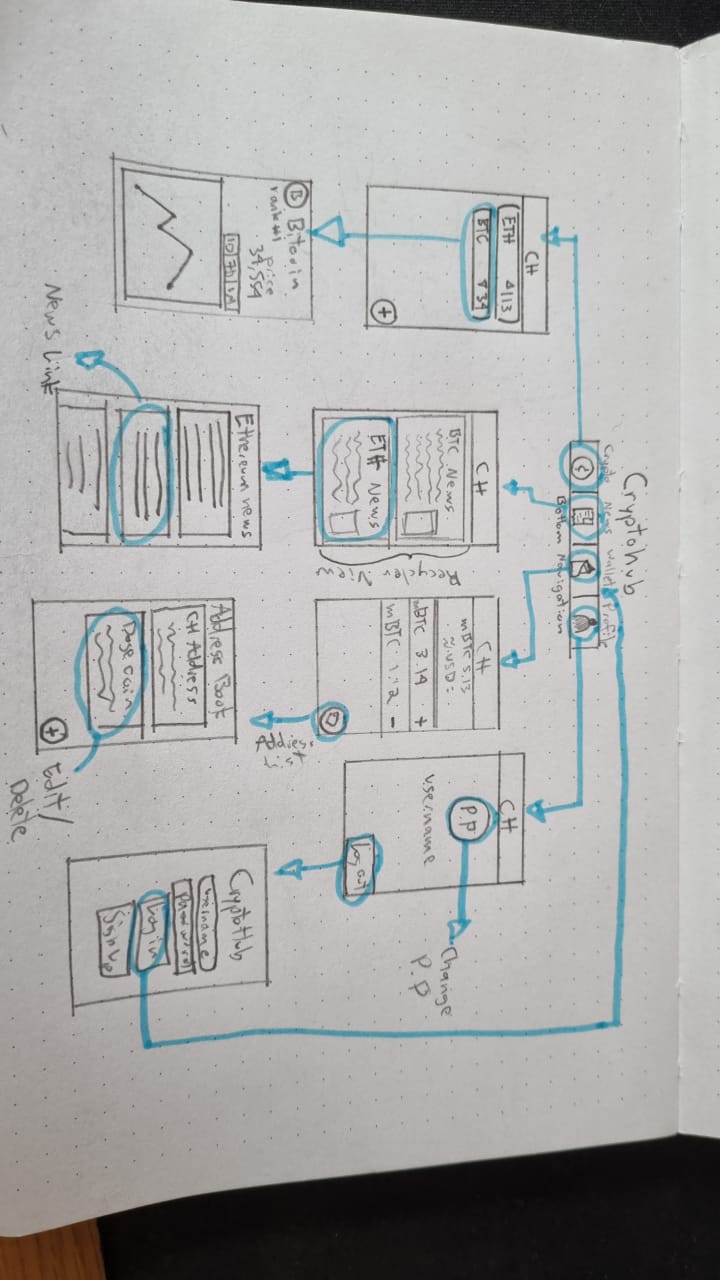 Cryptohub
Crypto News Wallet Profile
Bottom Navigation
CH
ETH 113
BTC 34
+
CH
BTC News
ETH News
Recycler View
CH
mBTC 5.13
≈ USD =
mBTC 3.14 +
mBTC 1.12 -
Address
List
CH
P.P
username
Log out
Change
P.P
B Bitcoin
rank #1
price
34,554
1D 7D 1M
Ethereum news
News Link
Address Book
CH Address
Doge coin
+
Edit/
Delete
CryptoHub
username
password
Log in
Sign Up